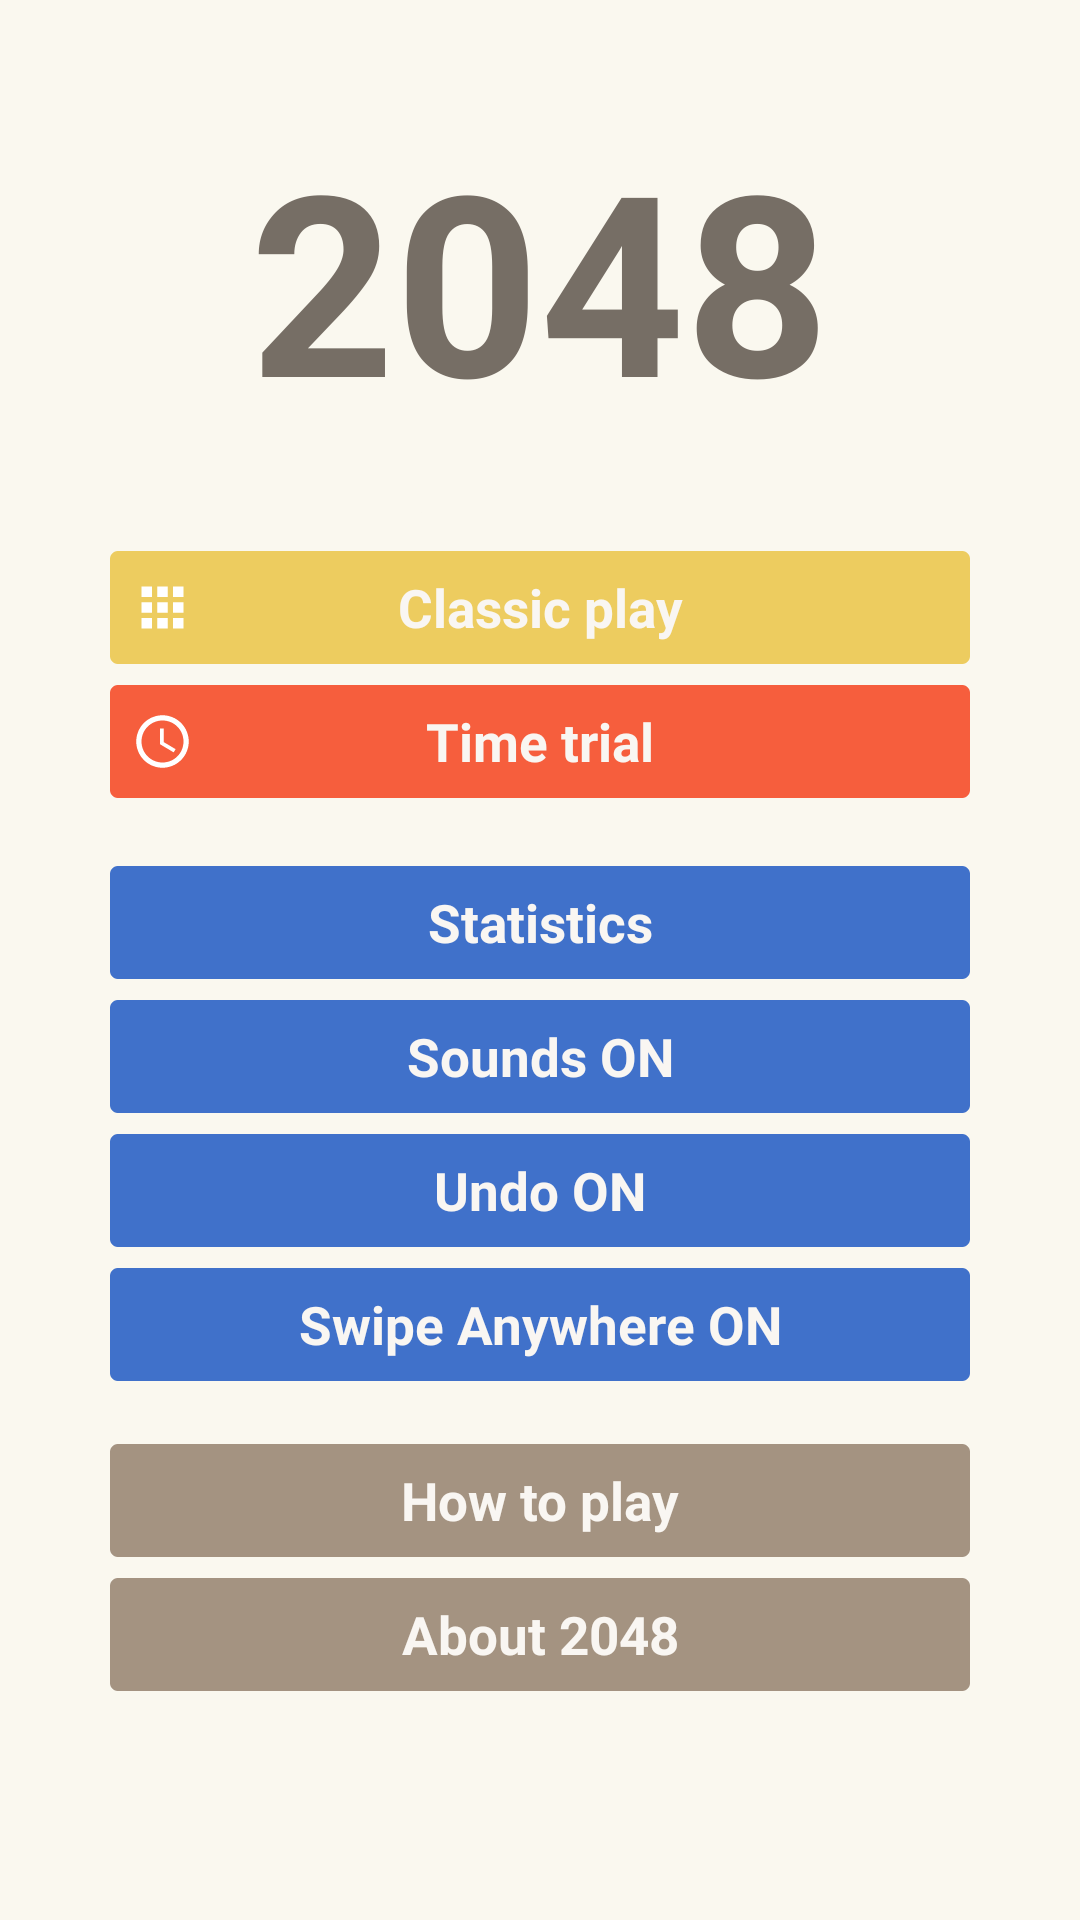 2048
Classic play
Time trial
Statistics
Sounds ON
Undo ON
Swipe Anywhere ON
How to play
About 2048